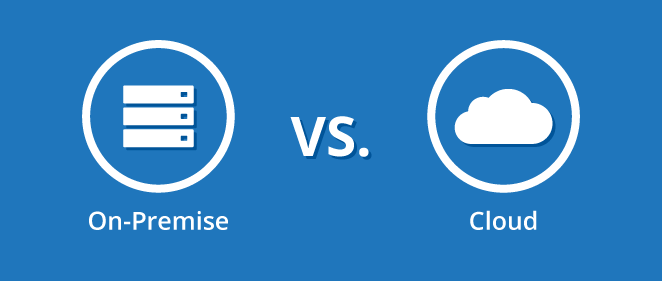 VS.
On-Premise
Cloud